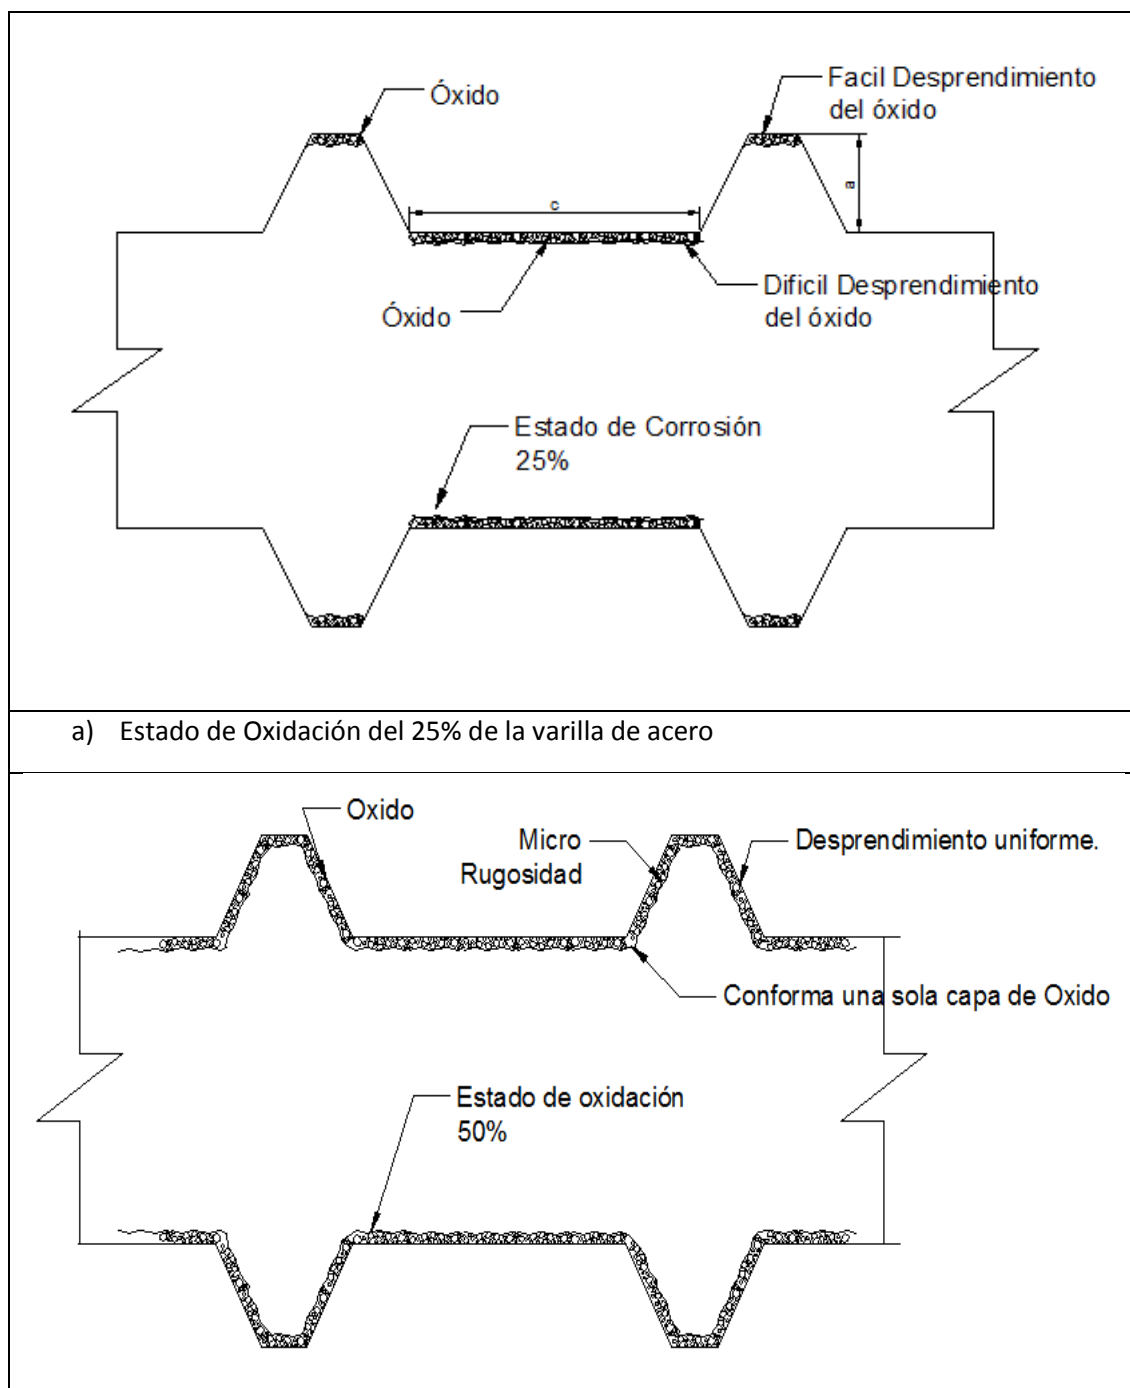 Óxido
Facil Desprendimiento
del óxido
a
c
Óxido
Dificil Desprendimiento
del óxido
Estado de Corrosión
25%
a) Estado de Oxidación del 25% de la varilla de acero
Oxido
Micro
Rugosidad
Desprendimiento uniforme.
Conforma una sola capa de Oxido
Estado de oxidación
50%